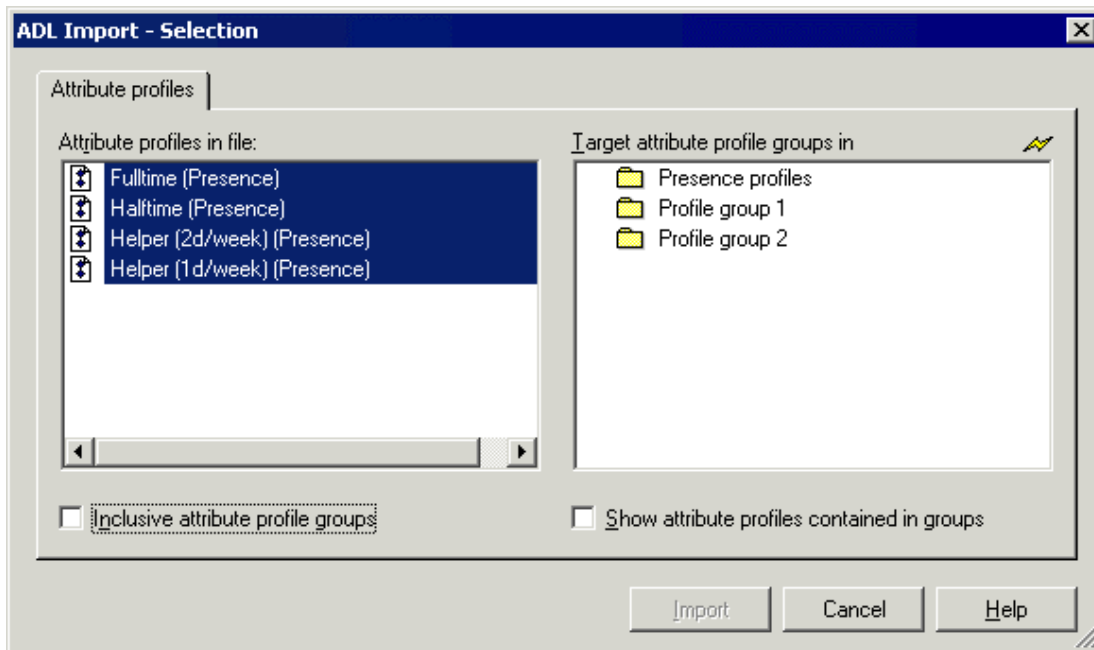 ADL Import - Selection
Attribute profiles
Attribute profiles in file:
Fulltime (Presence)
Halftime (Presence)
Helper (2d/week) (Presence)
Helper (1d/week) (Presence)
Inclusive attribute profile groups
Target attribute profile groups in
Presence profiles
Profile group 1
Profile group 2
Show attribute profiles contained in groups
Import
Cancel
Help